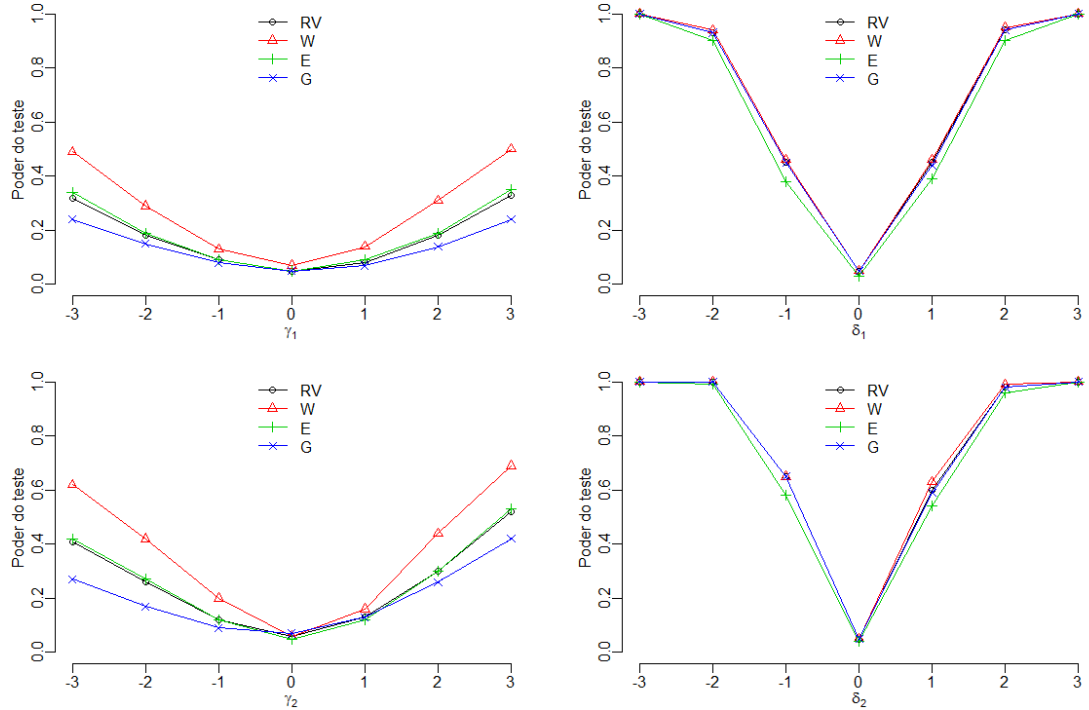 Poder do teste
1.0
0.8
0.6
0.4
0.2
0.0
RV
W
E
G
-3 -2 -1 0 1 2 3
γ1
Poder do teste
1.0
0.8
0.6
0.4
0.2
0.0
RV
W
E
G
-3 -2 -1 0 1 2 3
δ1
Poder do teste
1.0
0.8
0.6
0.4
0.2
0.0
RV
W
E
G
-3 -2 -1 0 1 2 3
γ2
Poder do teste
1.0
0.8
0.6
0.4
0.2
0.0
RV
W
E
G
-3 -2 -1 0 1 2 3
δ2